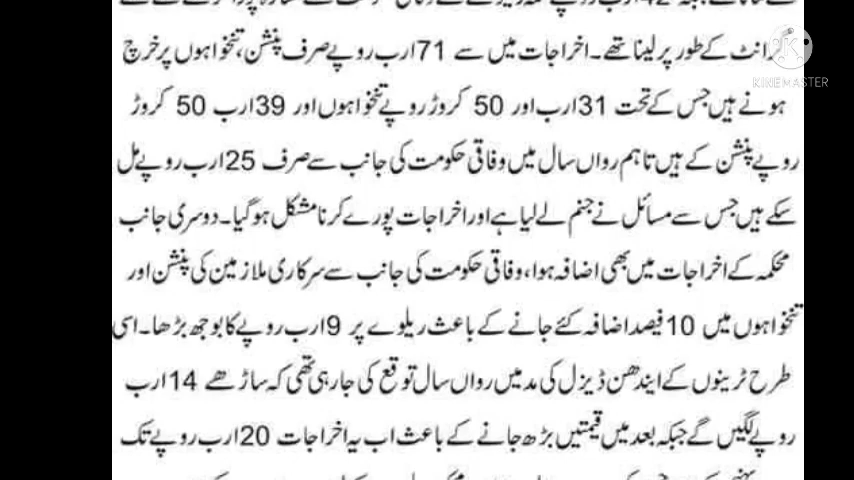 گرانٹ کے طور پر لینا تھے۔ اخراجات میں سے 71 ارب روپے صرف پنشن، تنخواہوں پر خرچ
KINEMASTER
ہونے ہیں جس کے تحت 31 ارب اور 50 کروڑ روپے تنخواہوں اور 39 ارب 50 کروڑ
روپے پنشن کے ہیں تاہم رواں سال میں وفاقی حکومت کی جانب سے صرف 25 ارب روپے مل
سکے ہیں جس سے مسائل نے جنم لے لیا ہے اور اخراجات پورے کرنا مشکل ہو گیا۔ دوسری جانب
محکمہ کے اخراجات میں بھی اضافہ ہوا، وفاقی حکومت کی جانب سے سرکاری ملازمین کی پنشن اور
تنخواہوں میں 10 فیصد اضافہ کئے جانے کے باعث ریلوے پر 9 ارب روپے کا بوجھ بڑھا۔ اسی
طرح ٹرینوں کے ایندھن ڈیزل کی مد میں رواں سال توقع کی جارہی تھی کہ ساڑھے 14 ارب
روپے لگیں گے جبکہ بعد میں قیمتیں بڑھ جانے کے باعث اب یہ اخراجات 20 ارب روپے تک